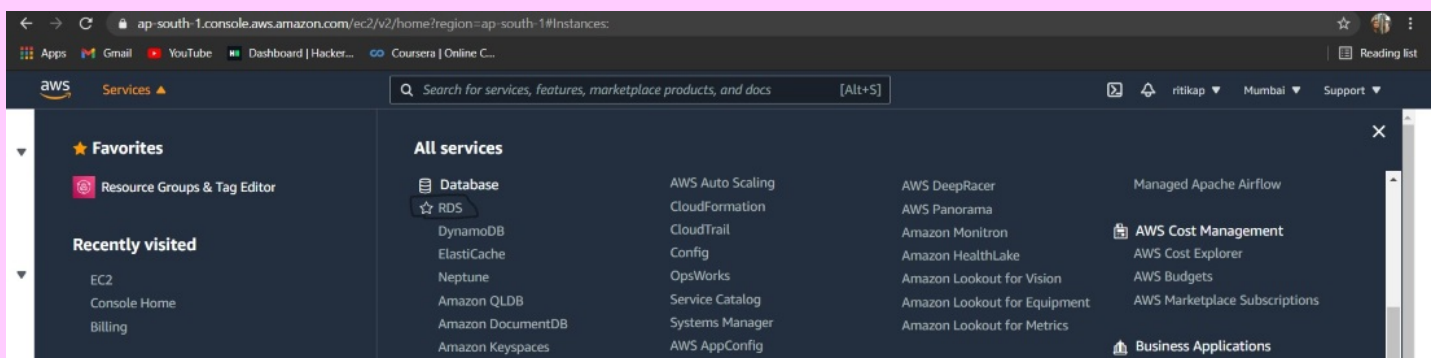 ap-south-1.console.aws.amazon.com/ec2/v2/home?region=ap-south-1#Instances:
Apps Gmail YouTube Dashboard | Hacker... Coursera | Online C... Reading list
aws Services Search for services, features, marketplace products, and docs [Alt+S] ritikap Mumbai Support
Favorites
Resource Groups & Tag Editor
Recently visited
EC2
Console Home
Billing
All services
Database
RDS
DynamoDB
ElastiCache
Neptune
Amazon QLDB
Amazon DocumentDB
Amazon Keyspaces
AWS Auto Scaling
CloudFormation
CloudTrail
Config
OpsWorks
Service Catalog
Systems Manager
AWS AppConfig
AWS DeepRacer
AWS Panorama
Amazon Monitron
Amazon HealthLake
Amazon Lookout for Vision
Amazon Lookout for Equipment
Amazon Lookout for Metrics
Managed Apache Airflow
AWS Cost Management
AWS Cost Explorer
AWS Budgets
AWS Marketplace Subscriptions
Business Applications